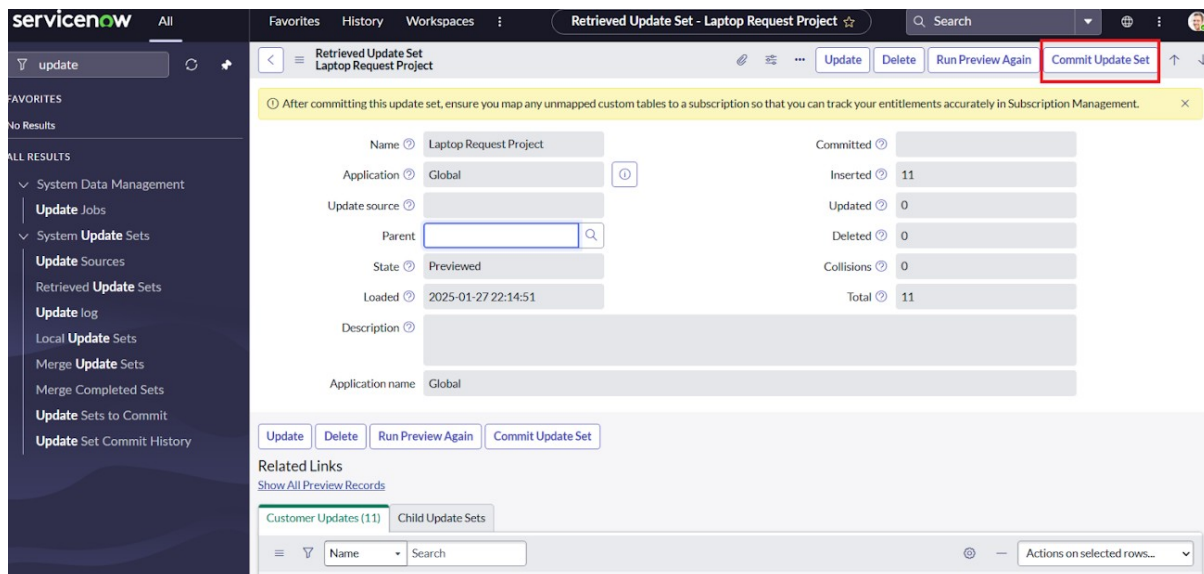 servicenow All Favorites History Workspaces Retrieved Update Set - Laptop Request Project Search
update
FAVORITES
No Results
ALL RESULTS
System Data Management
Update Jobs
System Update Sets
Update Sources
Retrieved Update Sets
Update log
Local Update Sets
Merge Update Sets
Merge Completed Sets
Update Sets to Commit
Update Set Commit History
Retrieved Update Set
Laptop Request Project
Update Delete Run Preview Again Commit Update Set
After committing this update set, ensure you map any unmapped custom tables to a subscription so that you can track your entitlements accurately in Subscription Management.
Name Laptop Request Project
Application Global
Update source
Parent
State Previewed
Loaded 2025-01-27 22:14:51
Committed
Inserted 11
Updated 0
Deleted 0
Collisions 0
Total 11
Description
Application name Global
Update Delete Run Preview Again Commit Update Set
Related Links
Show All Preview Records
Customer Updates (11) Child Update Sets
Name Search Actions on selected rows...